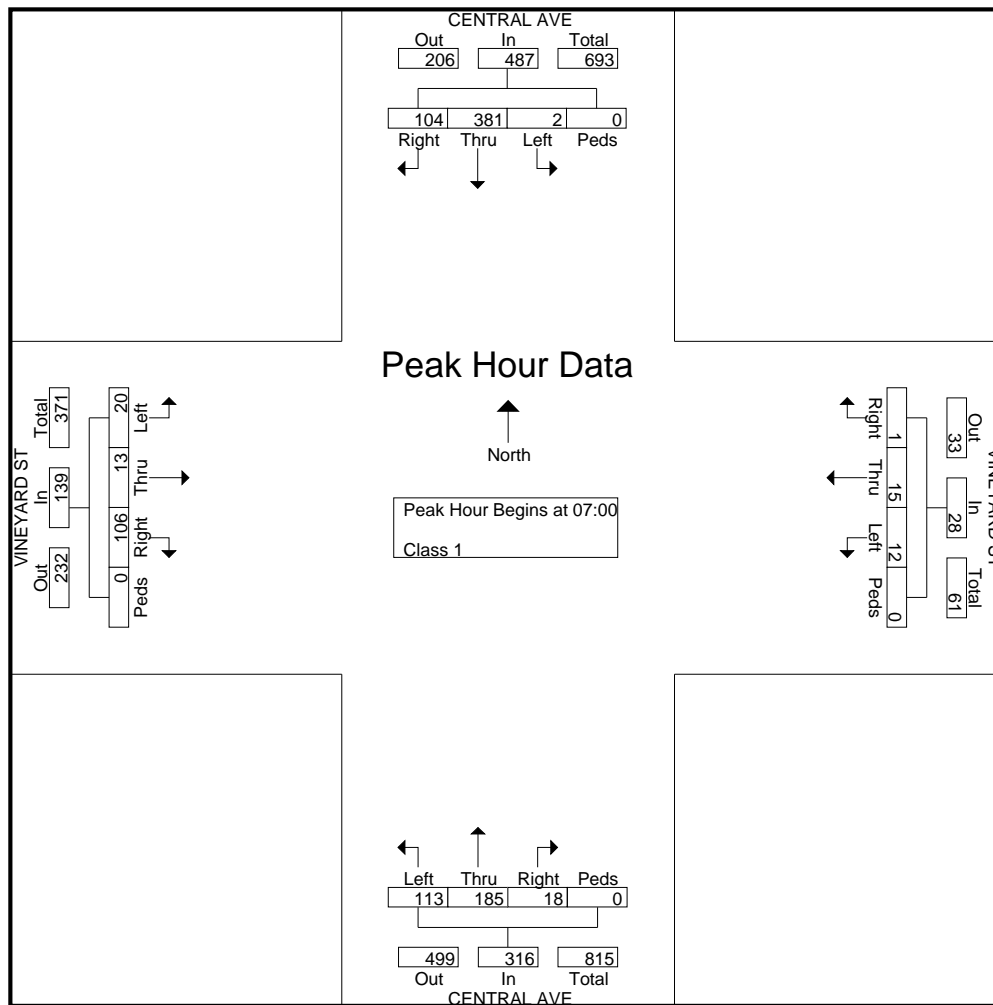 CENTRAL AVE
Out In Total
206 487 693
104 381 2 0
Right Thru Left Peds
Peak Hour Data
North
Peak Hour Begins at 07:00
Class 1
VINEYARD ST
Out In Total
232 139 371
20 13 106 0
Left Thru Right Peds
Right Thru Left Peds
1 15 12 0
Out In Total
33 28 61
VINEYARD ST
Left Thru Right Peds
113 185 18 0
499 316 815
Out In Total
CENTRAL AVE